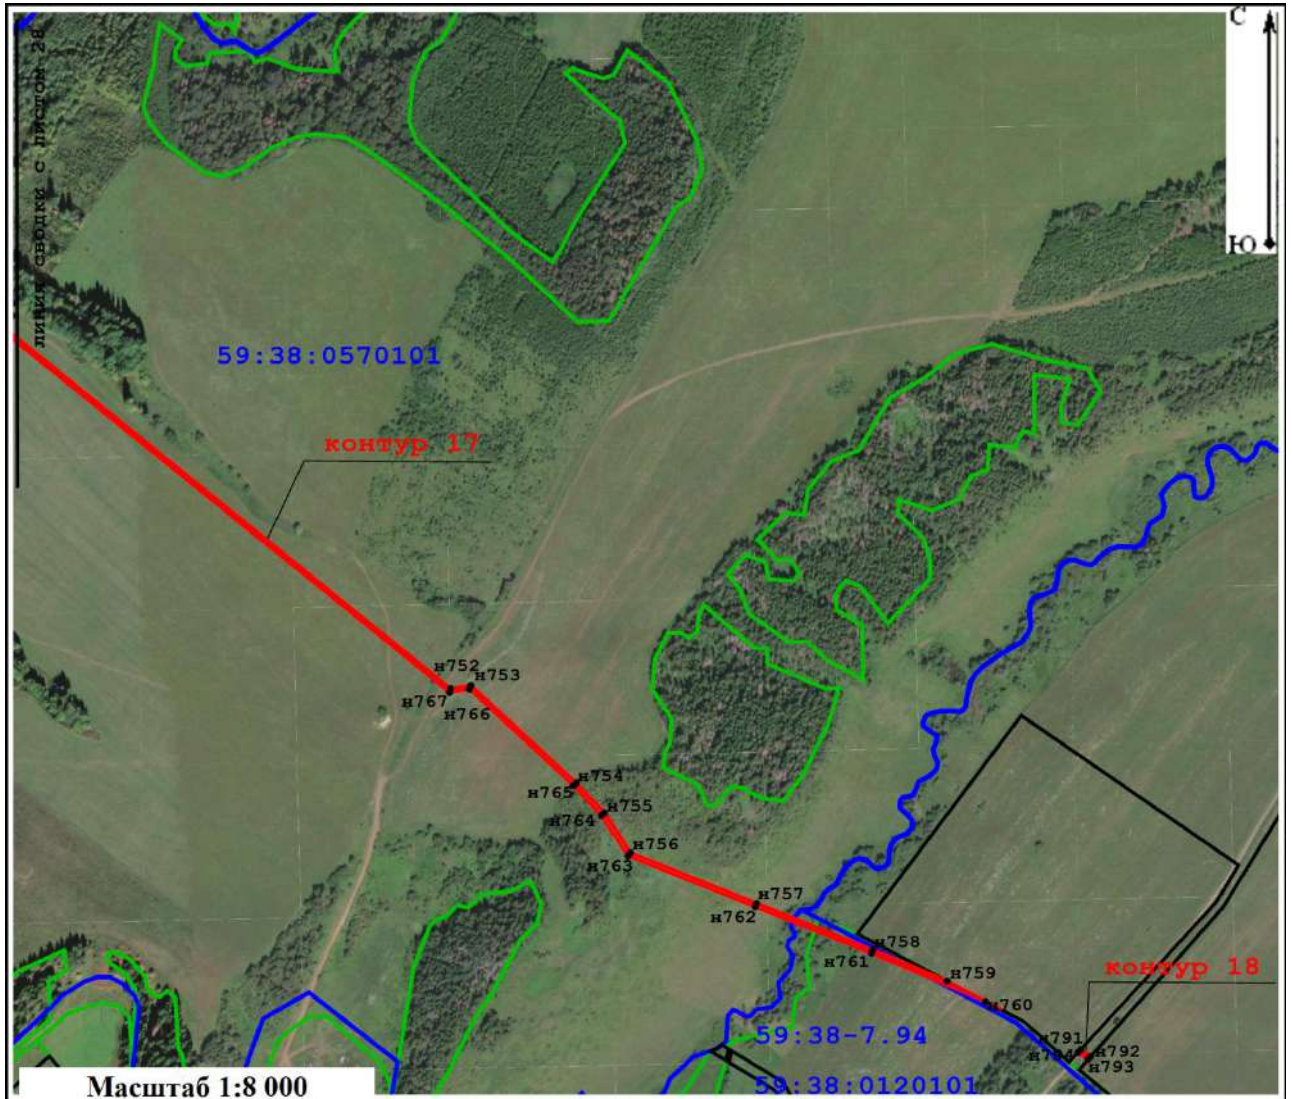 С
линия сводки с листом 28
Ю
59:38:0570101
контур 17
н752
н753
н767
н766
н754
н765
н755
н764
н756
н763
н757
н762
н758
н761
н759
контур 18
н760
59:38-7.94
н791
н792
н794
н793
Масштаб 1:8 000
59:38:0120101